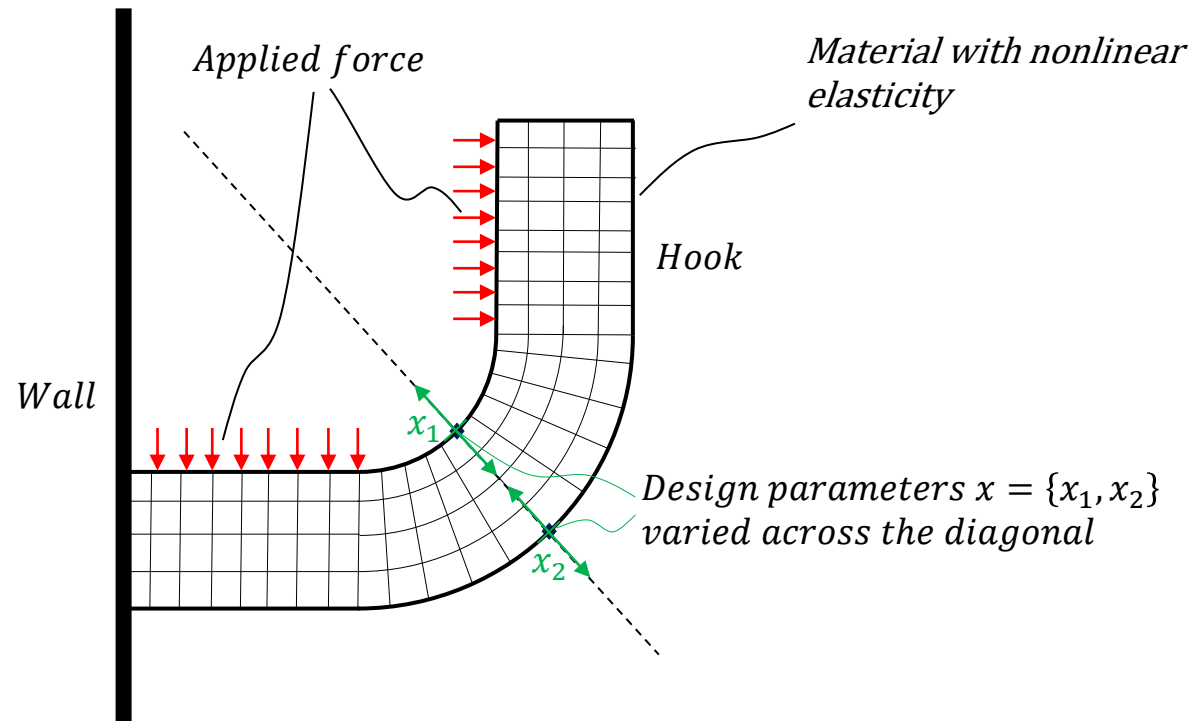 Applied force
Material with nonlinear
elasticity
Hook
Wall
x₁
Design parameters x = {x₁, x₂}
varied across the diagonal
x₂